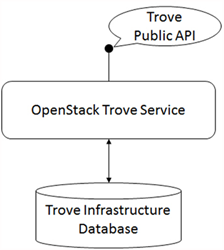 Trove
Public API
OpenStack Trove Service
Trove Infrastructure
Database